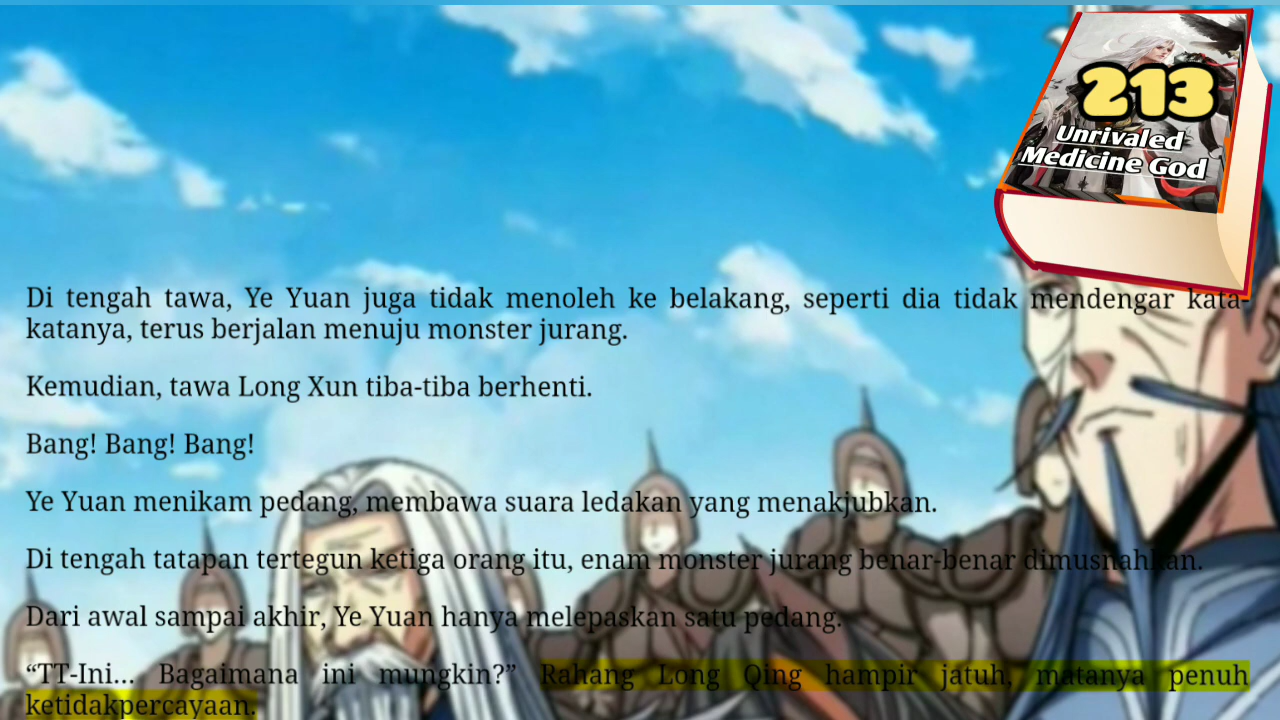 213
Unrivaled
Medicine God
Di tengah tawa, Ye Yuan juga tidak menoleh ke belakang, seperti dia tidak mendengar kata-
katanya, terus berjalan menuju monster jurang.
Kemudian, tawa Long Xun tiba-tiba berhenti.
Bang! Bang! Bang!
Ye Yuan menikam pedang, membawa suara ledakan yang menakjubkan.
Di tengah tatapan tertegun ketiga orang itu, enam monster jurang benar-benar dimusnahkan.
Dari awal sampai akhir, Ye Yuan hanya melepaskan satu pedang.
“TT-Ini… Bagaimana ini mungkin?” Rahang Long Qing hampir jatuh, matanya penuh
ketidakpercayaan.